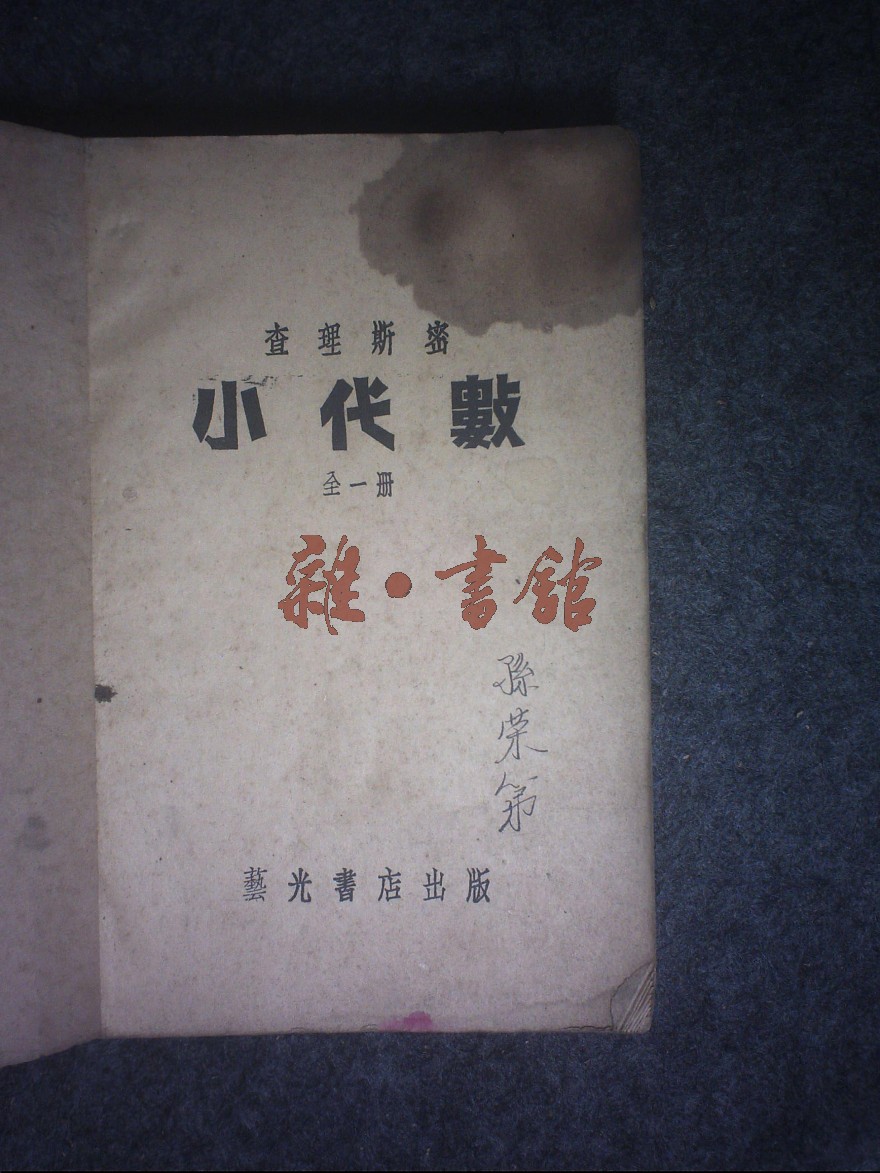 查理斯密
小代數
全一册
雜·書館
孫榮第
藝光書店出版